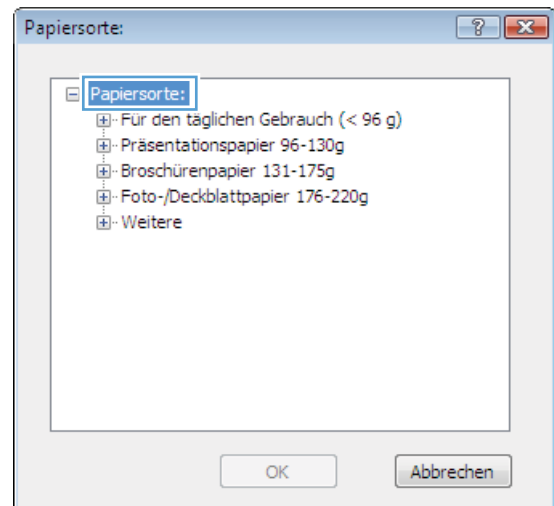 Papiersorte:
Papiersorte:
Für den täglichen Gebrauch (< 96 g)
Präsentationspapier 96-130g
Broschürenpapier 131-175g
Foto-/Deckblattpapier 176-220g
Weitere
OK Abbrechen